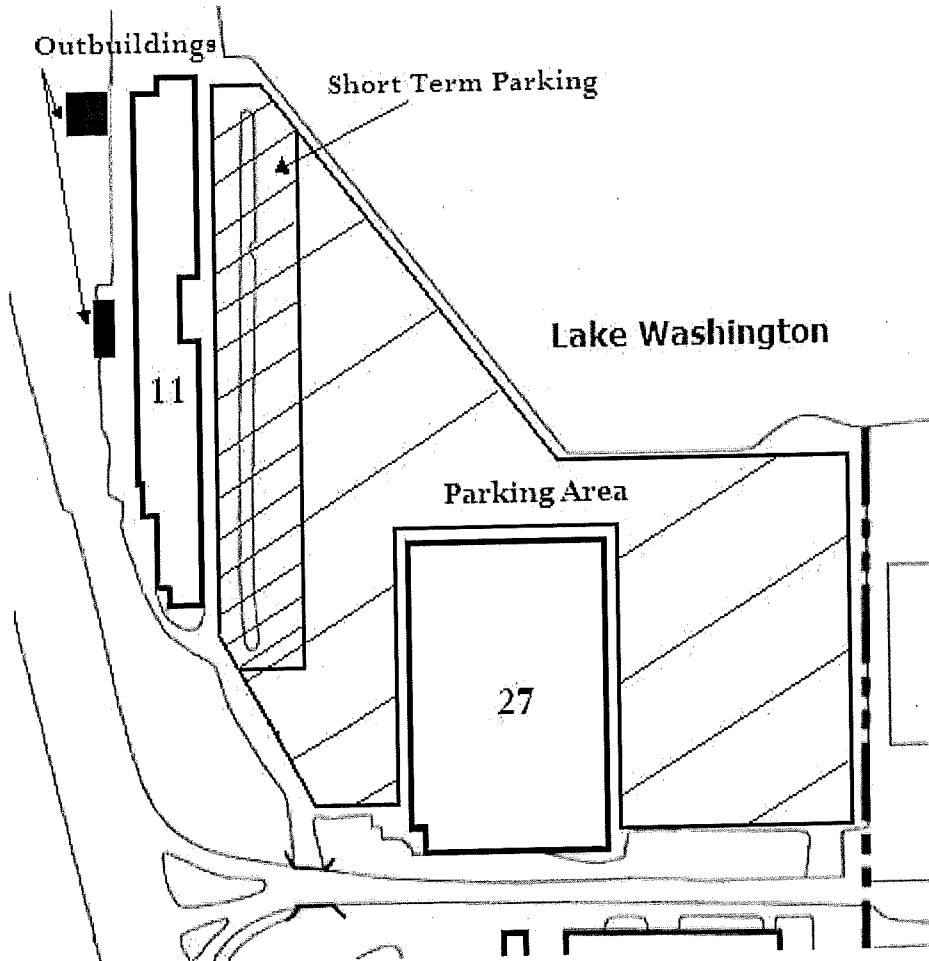 Outbuildings
Short Term Parking
Lake Washington
11
Parking Area
27